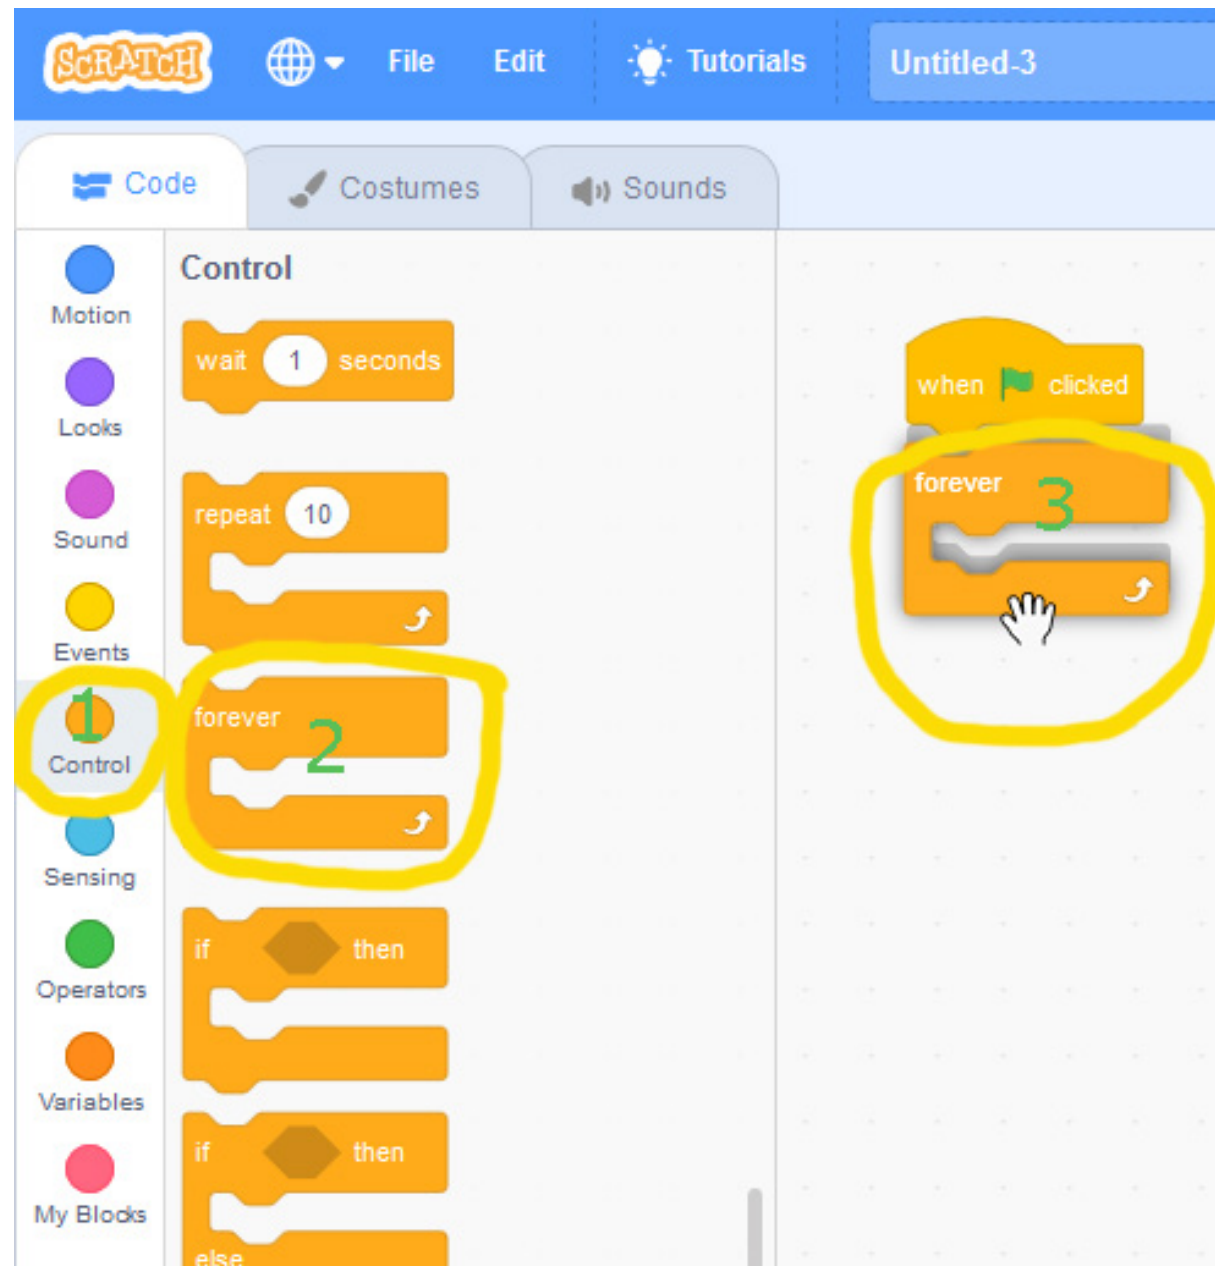 SCRATCH File Edit Tutorials Untitled-3
Code Costumes Sounds
Motion
Looks
Sound
Events
1
Control
Sensing
Operators
Variables
My Blocks
Control
wait 1 seconds
repeat 10
forever
2
if then
if then
else
when clicked
forever
3